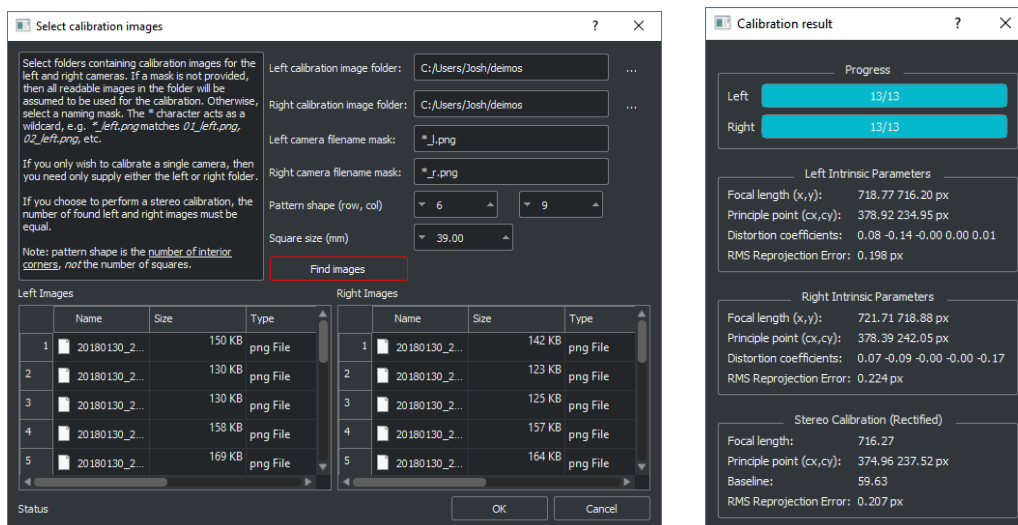 Select calibration images
?
Select folders containing calibration images for the
left and right cameras. If a mask is not provided,
then all readable images in the folder will be
assumed to be used for the calibration. Otherwise,
select a naming mask. The * character acts as a
wildcard, e.g. *_left.png matches 01_left.png,
02_left.png, etc.
If you only wish to calibrate a single camera, then
you need only supply either the left or right folder.
If you choose to perform a stereo calibration, the
number of found left and right images must be
equal.
Note: pattern shape is the number of interior
corners, not the number of squares.
Left calibration image folder: C:/Users/Josh/deimos ...
Right calibration image folder: C:/Users/Josh/deimos ...
Left camera filename mask: *_l.png
Right camera filename mask: *_r.png
Pattern shape (row, col) 6 9
Square size (mm) 39.00
Find images
Left Images
Name Size Type
1 20180130_2... 150 KB png File
2 20180130_2... 130 KB png File
3 20180130_2... 130 KB png File
4 20180130_2... 158 KB png File
5 20180130_2... 169 KB png File
Right Images
Name Size Type
1 20180130_2... 142 KB png File
2 20180130_2... 123 KB png File
3 20180130_2... 125 KB png File
4 20180130_2... 157 KB png File
5 20180130_2... 164 KB png File
Status
OK
Cancel
Calibration result
?
Progress
Left 13/13
Right 13/13
Left Intrinsic Parameters
Focal length (x,y): 718.77 716.20 px
Principle point (cx,cy): 378.92 234.95 px
Distortion coefficients: 0.08 -0.14 -0.00 0.00 0.01
RMS Reprojection Error: 0.198 px
Right Intrinsic Parameters
Focal length (x,y): 721.71 718.88 px
Principle point (cx,cy): 378.39 242.05 px
Distortion coefficients: 0.07 -0.09 -0.00 -0.00 -0.17
RMS Reprojection Error: 0.224 px
Stereo Calibration (Rectified)
Focal length: 716.27
Principle point (cx,cy): 374.96 237.52 px
Baseline: 59.63
RMS Reprojection Error: 0.207 px